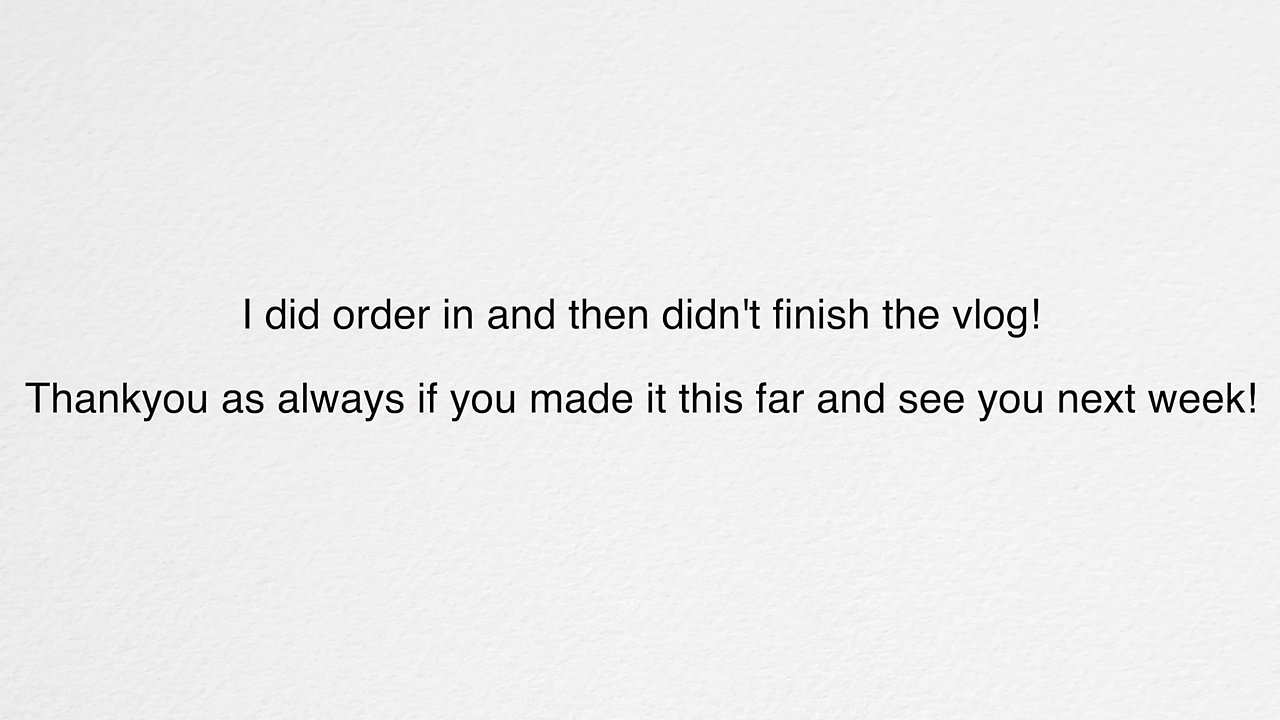 I did order in and then didn't finish the vlog!
Thankyou as always if you made it this far and see you next week!